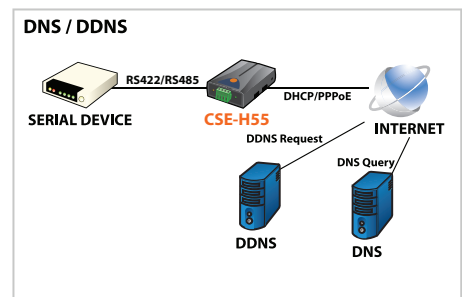 DNS / DDNS
RS422/RS485
SERIAL DEVICE
CSE-H55
DHCP/PPPoE
INTERNET
DDNS Request
DNS Query
DDNS
DNS